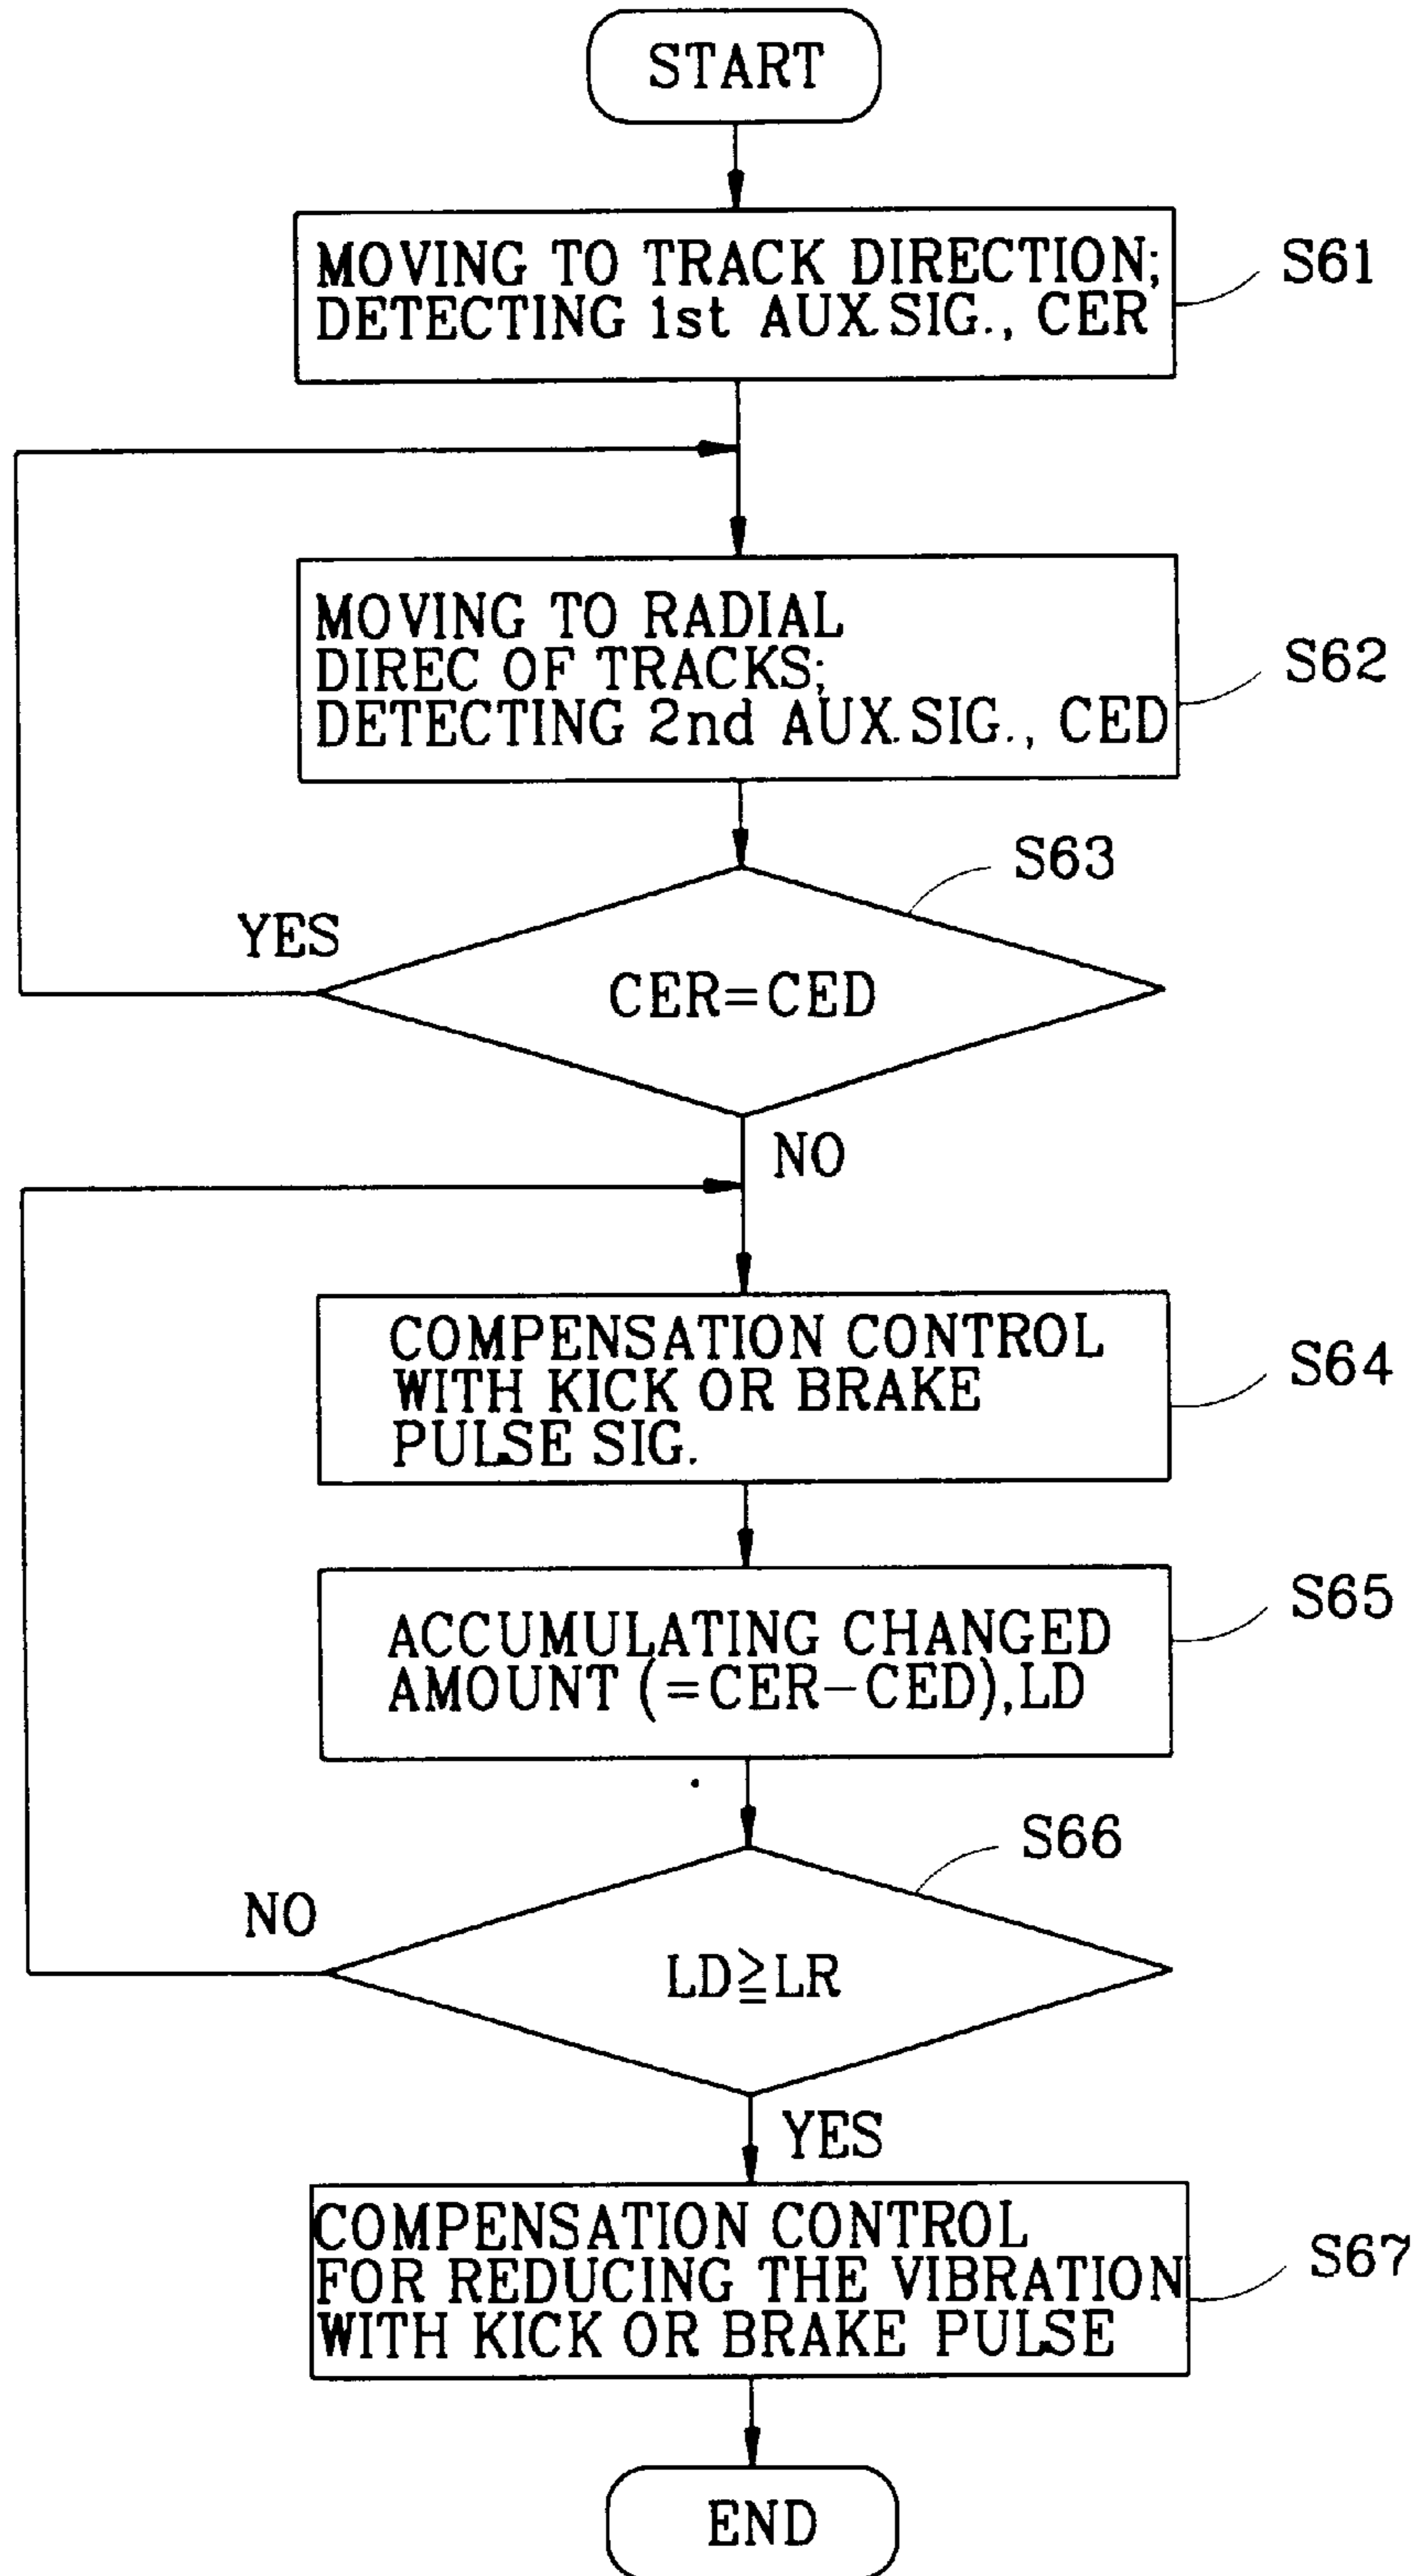 START
MOVING TO TRACK DIRECTION;
DETECTING 1st AUX.SIG., CER
S61
MOVING TO RADIAL
DIREC OF TRACKS;
DETECTING 2nd AUX.SIG., CED
S62
S63
YES
CER=CED
NO
COMPENSATION CONTROL
WITH KICK OR BRAKE
PULSE SIG.
S64
ACCUMULATING CHANGED
AMOUNT (=CER-CED),LD
S65
S66
NO
LD≧LR
YES
COMPENSATION CONTROL
FOR REDUCING THE VIBRATION
WITH KICK OR BRAKE PULSE
S67
END